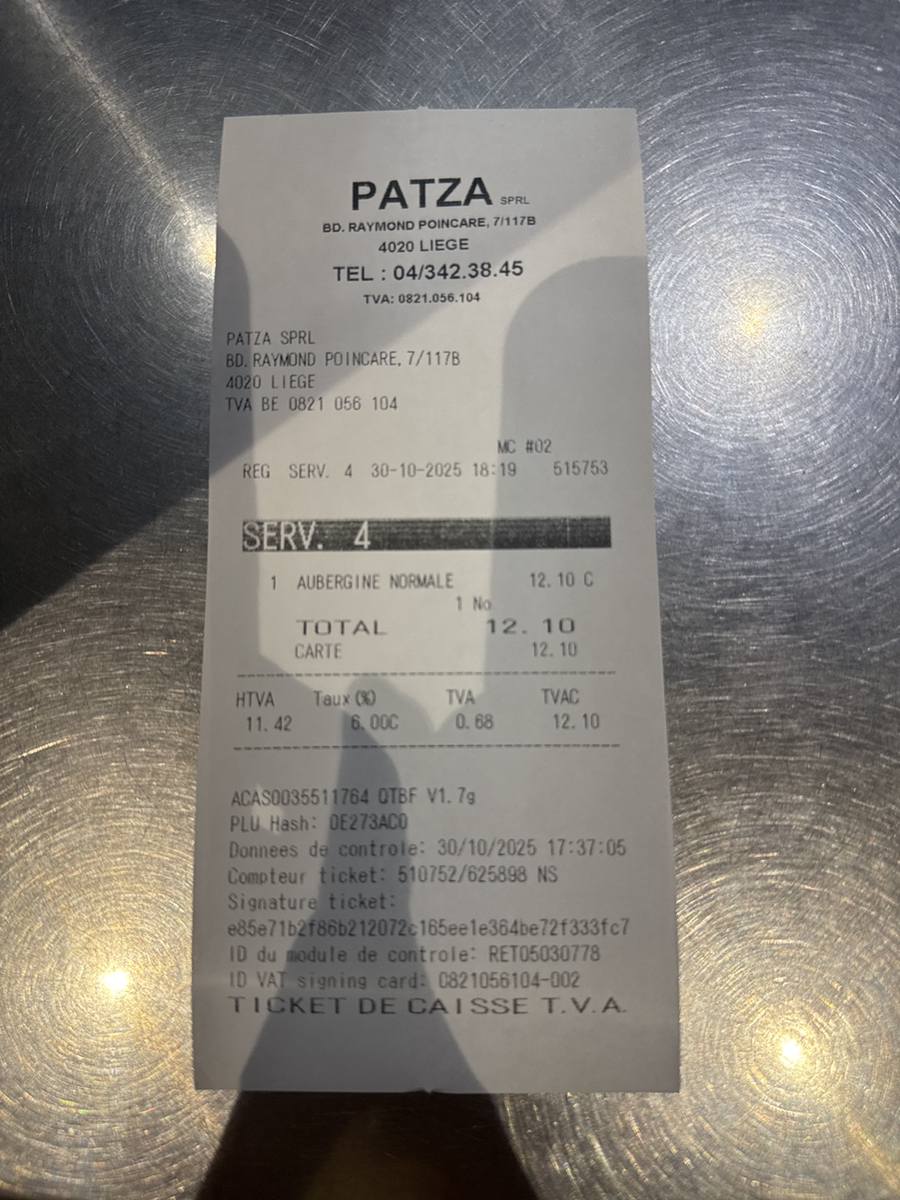 PATZA SPRL
BD. RAYMOND POINCARE, 7/117B
4020 LIEGE
TEL : 04/342.38.45
TVA: 0821.056.104
PATZA SPRL
BD. RAYMOND POINCARE, 7/117B
4020 LIEGE
TVA BE 0821 056 104
MC #02
REG SERV. 4 30-10-2025 18:19 515753
SERV. 4
1 AUBERGINE NORMALE 12.10 C
1 No
TOTAL 12.10
CARTE 12.10
HTVA Taux(%) TVA TVAC
11.42 6.00C 0.68 12.10
ACAS0035511764 QTBF V1.7g
PLU Hash: 0E273AC0
Donnees de controle: 30/10/2025 17:37:05
Compteur ticket: 510752/625898 NS
Signature ticket:
e85e71b2f86b212072c165ee1e364be72f333fc7
ID du module de controle: RET05030778
ID VAT signing card: 0821056104-002
TICKET DE CAISSE T.V.A.